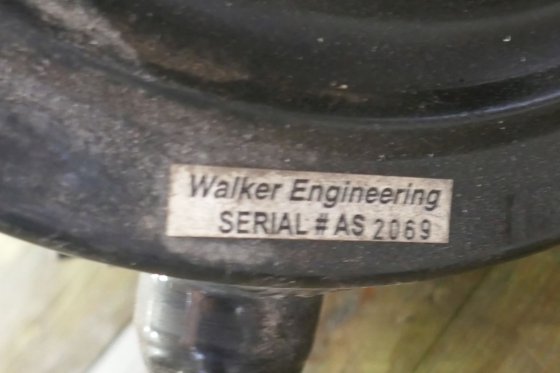 Walker Engineering
SERIAL # AS 2069